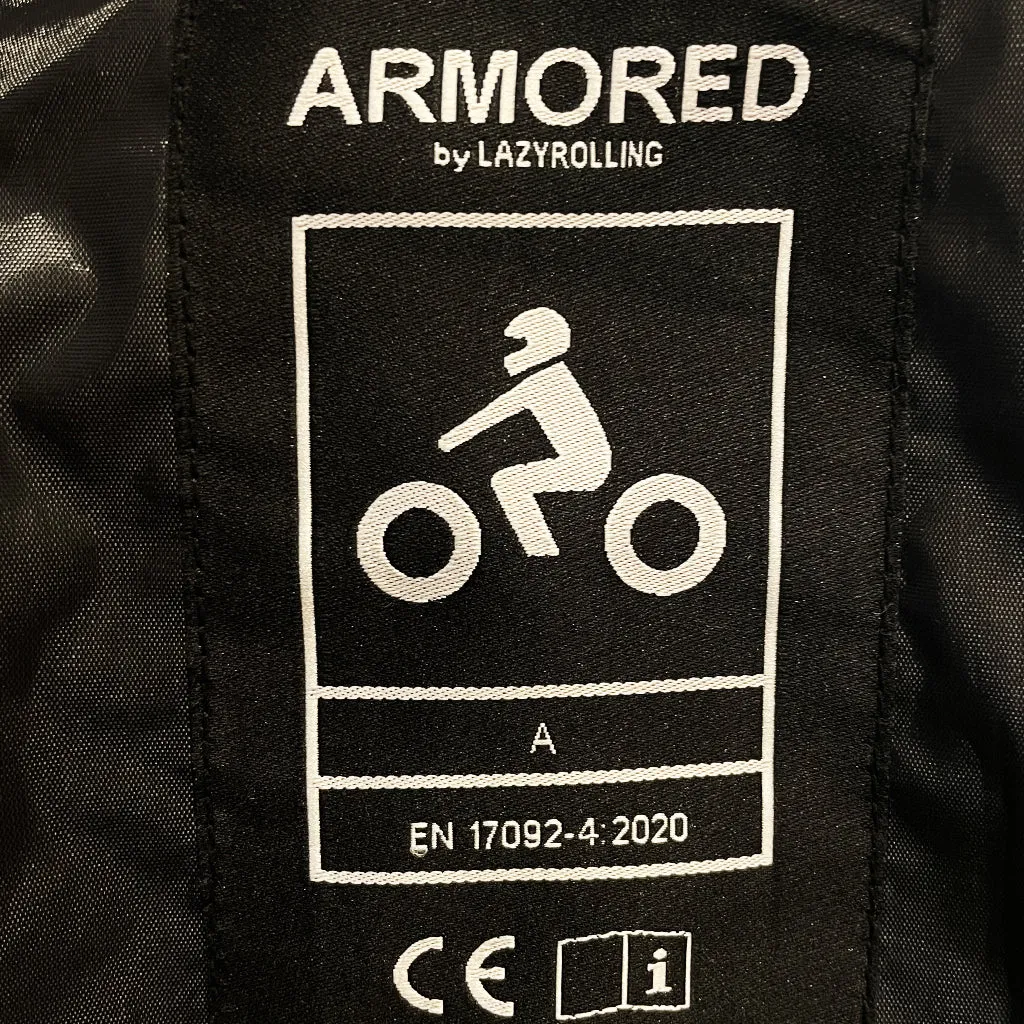 ARMORED
by LAZYROLLING
A
EN 17092-4:2020
CE
i